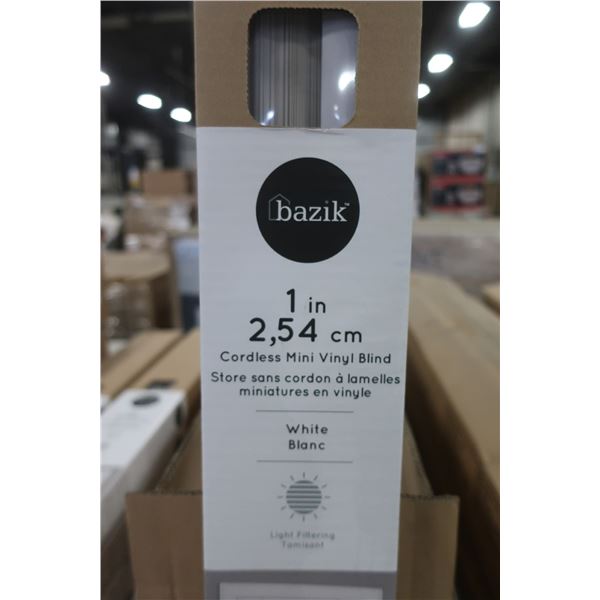 bazik™
1 in
2,54 cm
Cordless Mini Vinyl Blind
Store sans cordon à lamelles
miniatures en vinyle
White
Blanc
Light Filtering
Tamisant